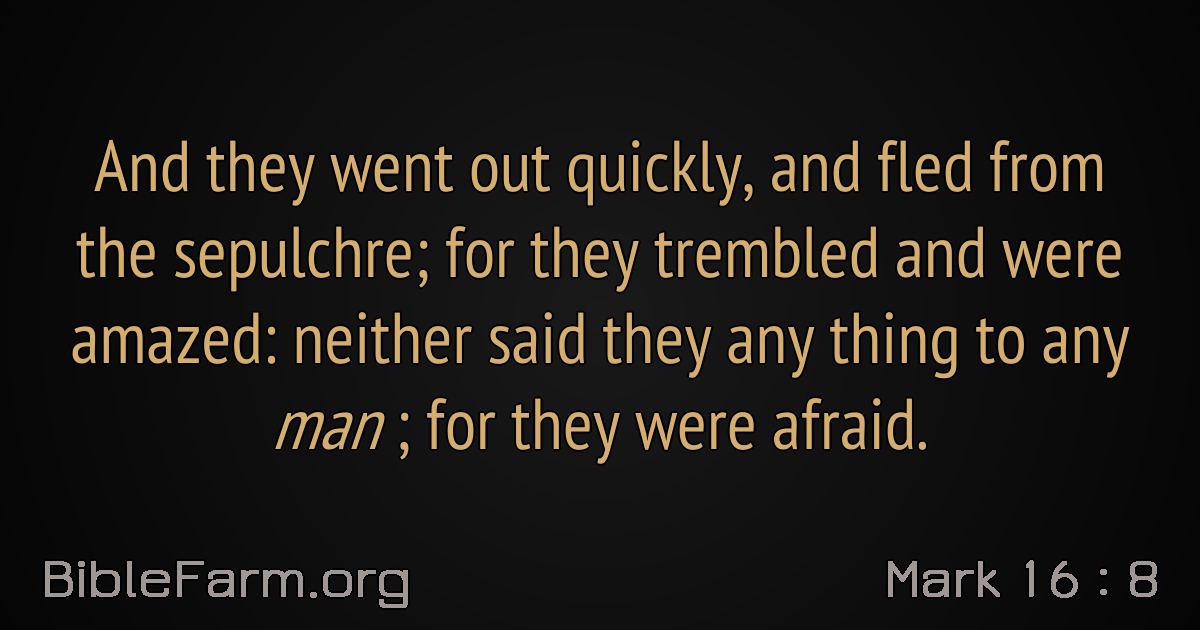 And they went out quickly, and fled from
the sepulchre; for they trembled and were
amazed: neither said they any thing to any
man ; for they were afraid.
BibleFarm.org
Mark 16 : 8